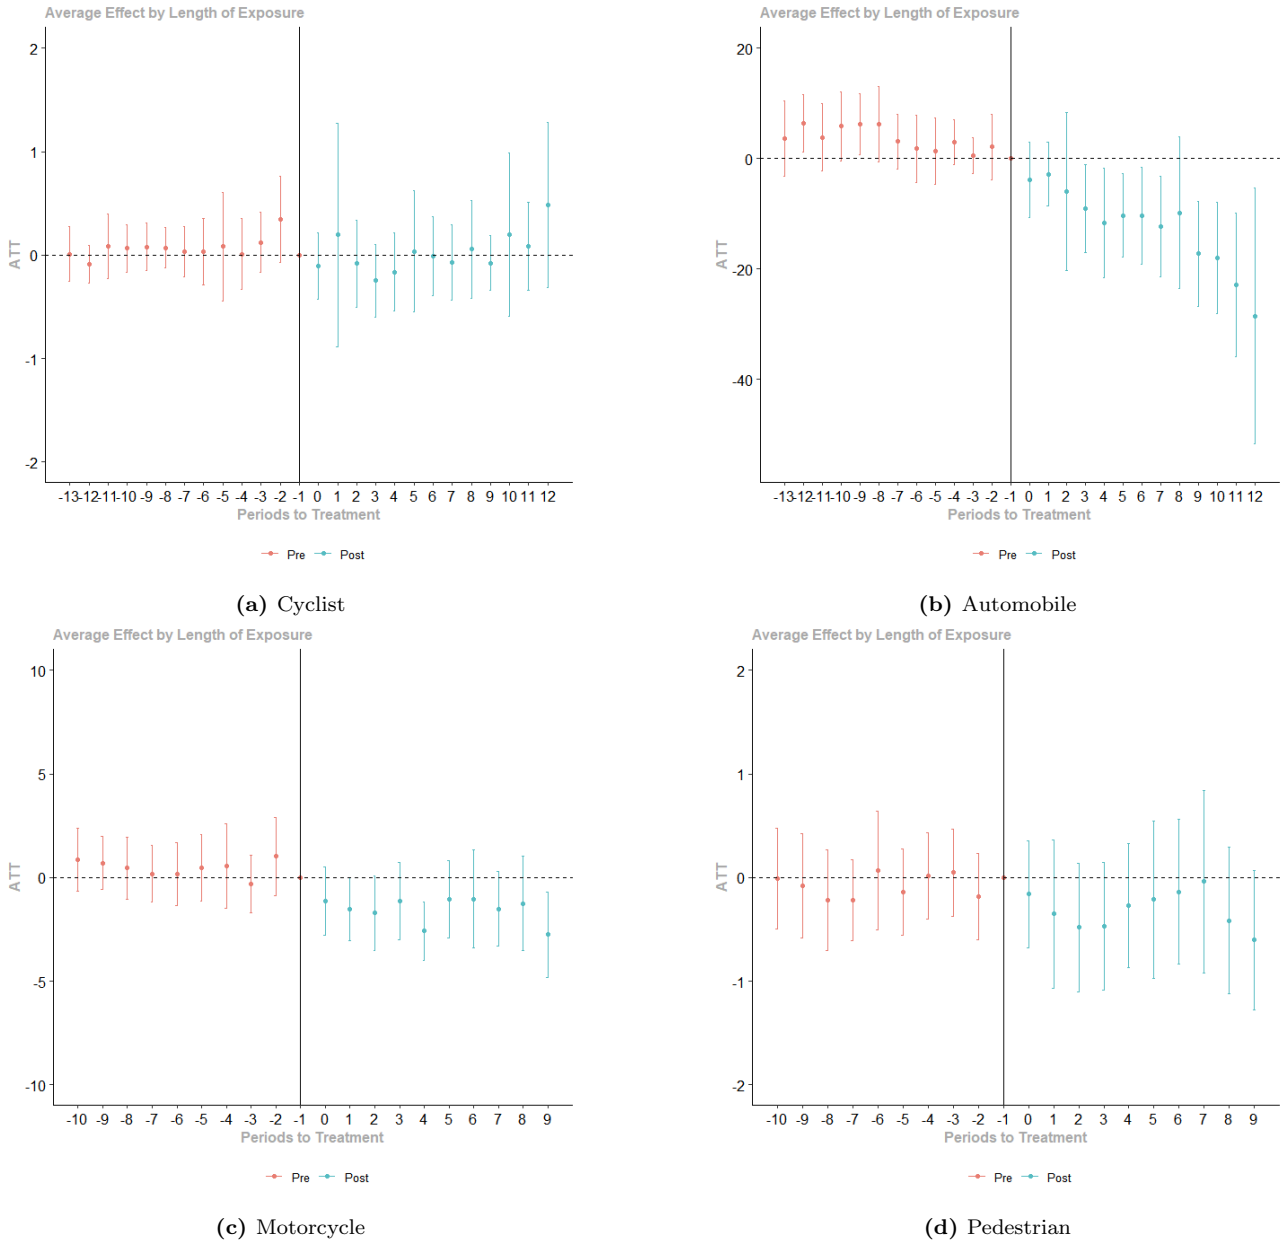 Average Effect by Length of Exposure
2
1
0
-1
-2
ATT
-13 -12 -11 -10 -9 -8 -7 -6 -5 -4 -3 -2 -1 0 1 2 3 4 5 6 7 8 9 10 11 12
Periods to Treatment
Pre Post
(a) Cyclist
Average Effect by Length of Exposure
20
0
-20
-40
ATT
-13 -12 -11 -10 -9 -8 -7 -6 -5 -4 -3 -2 -1 0 1 2 3 4 5 6 7 8 9 10 11 12
Periods to Treatment
Pre Post
(b) Automobile
Average Effect by Length of Exposure
10
5
0
-5
-10
ATT
-10 -9 -8 -7 -6 -5 -4 -3 -2 -1 0 1 2 3 4 5 6 7 8 9
Periods to Treatment
Pre Post
(c) Motorcycle
Average Effect by Length of Exposure
2
1
0
-1
-2
ATT
-10 -9 -8 -7 -6 -5 -4 -3 -2 -1 0 1 2 3 4 5 6 7 8 9
Periods to Treatment
Pre Post
(d) Pedestrian